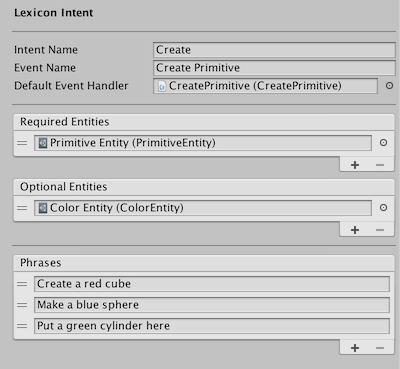 Lexicon Intent
Intent Name Create
Event Name Create Primitive
Default Event Handler CreatePrimitive (CreatePrimitive)
Required Entities
Primitive Entity (PrimitiveEntity)
Optional Entities
Color Entity (ColorEntity)
Phrases
Create a red cube
Make a blue sphere
Put a green cylinder here